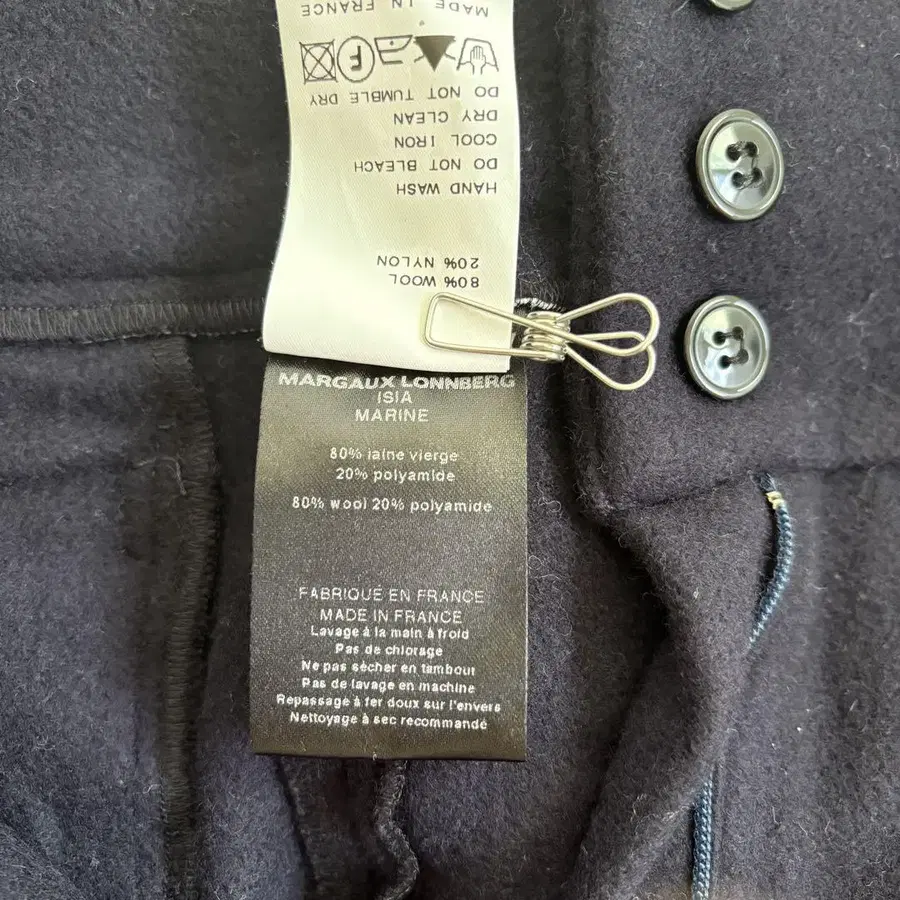 80% WOOL
20% NYLON
HAND WASH
DO NOT BLEACH
COOL IRON
DRY CLEAN
DO NOT TUMBLE DRY
F
MADE IN FRANCE
MARGAUX LONNBERG
ISIA
MARINE
80% laine vierge
20% polyamide
80% wool 20% polyamide
FABRIQUÉ EN FRANCE
MADE IN FRANCE
Lavage à la main à froid
Pas de chlorage
Ne pas sécher en tambour
Pas de lavage en machine
Repassage à fer doux sur l'envers
Nettoyage à sec recommandé